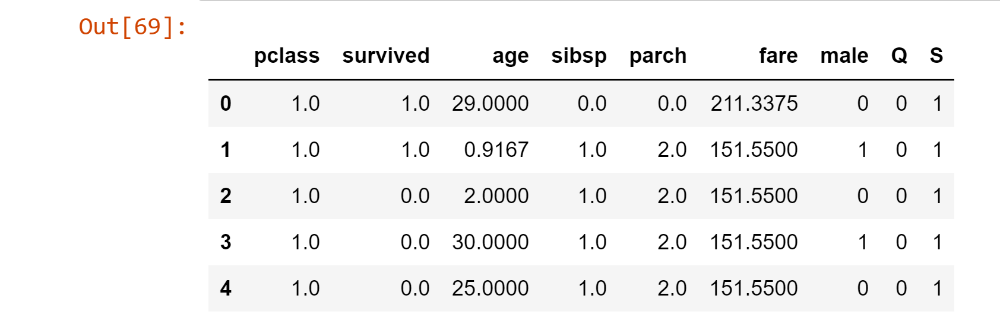 Out[69]:
pclass survived age sibsp parch fare male Q S
0 1.0 1.0 29.0000 0.0 0.0 211.3375 0 0 1
1 1.0 1.0 0.9167 1.0 2.0 151.5500 1 0 1
2 1.0 0.0 2.0000 1.0 2.0 151.5500 0 0 1
3 1.0 0.0 30.0000 1.0 2.0 151.5500 1 0 1
4 1.0 0.0 25.0000 1.0 2.0 151.5500 0 0 1